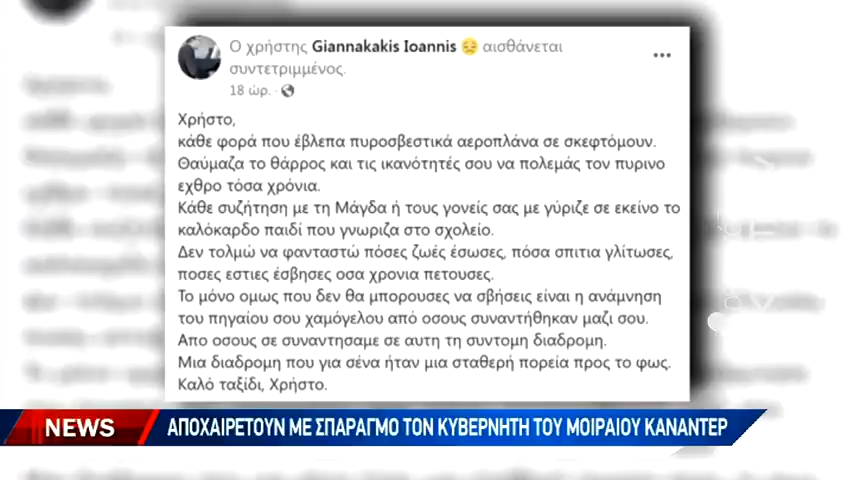 Ο χρήστης Giannakakis Ioannis 😔 αισθάνεται
συντετριμμένος.
18 ώρ. ·
Χρήστο,
κάθε φορά που έβλεπα πυροσβεστικά αεροπλάνα σε σκεφτόμουν.
Θαύμαζα το θάρρος και τις ικανότητές σου να πολεμάς τον πυρινο
εχθρο τόσα χρόνια.
Κάθε συζήτηση με τη Μάγδα ή τους γονείς σας με γύριζε σε εκείνο το
καλόκαρδο παιδί που γνωριζα στο σχολείο.
Δεν τολμώ να φανταστώ πόσες ζωές έσωσες, πόσα σπιτια γλίτωσες,
ποσες εστιες έσβησες οσα χρονια πετουσες.
Το μόνο ομως που δεν θα μπορουσες να σβήσεις είναι η ανάμνηση
του πηγαίου σου χαμόγελου από οσους συναντήθηκαν μαζι σου.
Απο οσους σε συναντησαμε σε αυτη τη συντομη διαδρομη.
Μια διαδρομη που για σένα ήταν μια σταθερή πορεία προς το φως.
Καλό ταξίδι, Χρήστο.
NEWS
ΑΠΟΧΑΙΡΕΤΟΥΝ ΜΕ ΣΠΑΡΑΓΜΟ ΤΟΝ ΚΥΒΕΡΝΗΤΗ ΤΟΥ ΜΟΙΡΑΙΟΥ ΚΑΝΑΝΤΕΡ